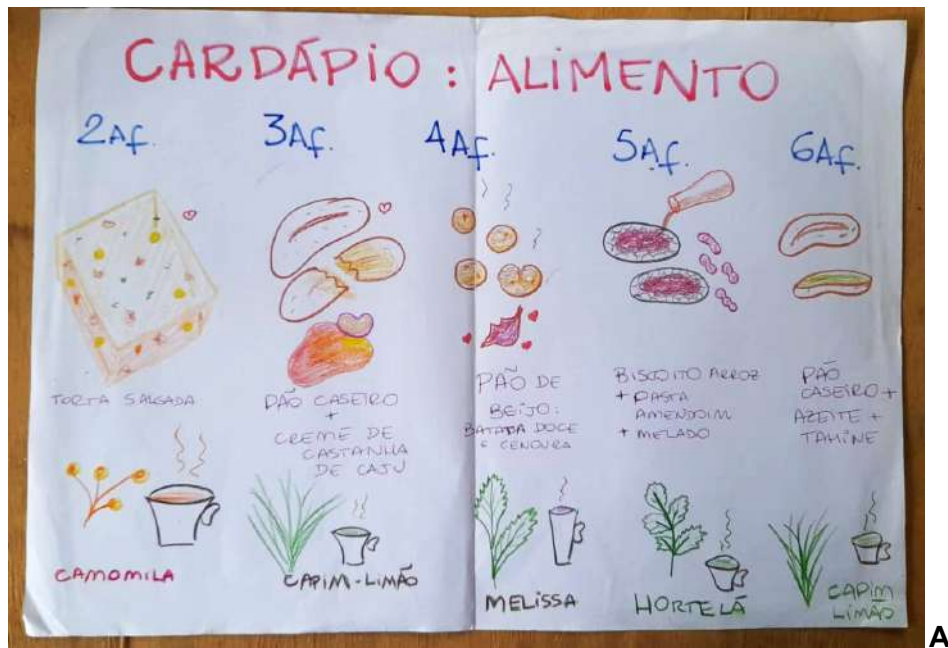 CARDÁPIO : ALIMENTO
2Af.
3Af.
4Af.
5Af.
6Af.
TORTA SALGADA
PÃO CASEIRO
+
CREME DE
CASTANHA
DE CAJU
PÃO DE
BEIJO:
BATATA DOCE
E CENOURA
BISCOITO ARROZ
+ PASTA
AMENDOIM
+ MELADO
PÃO
CASEIRO +
AZEITE +
TAHINE
CAMOMILA
CAPIM-LIMÃO
MELISSA
HORTELÃ
CAPIM
LIMÃO
A